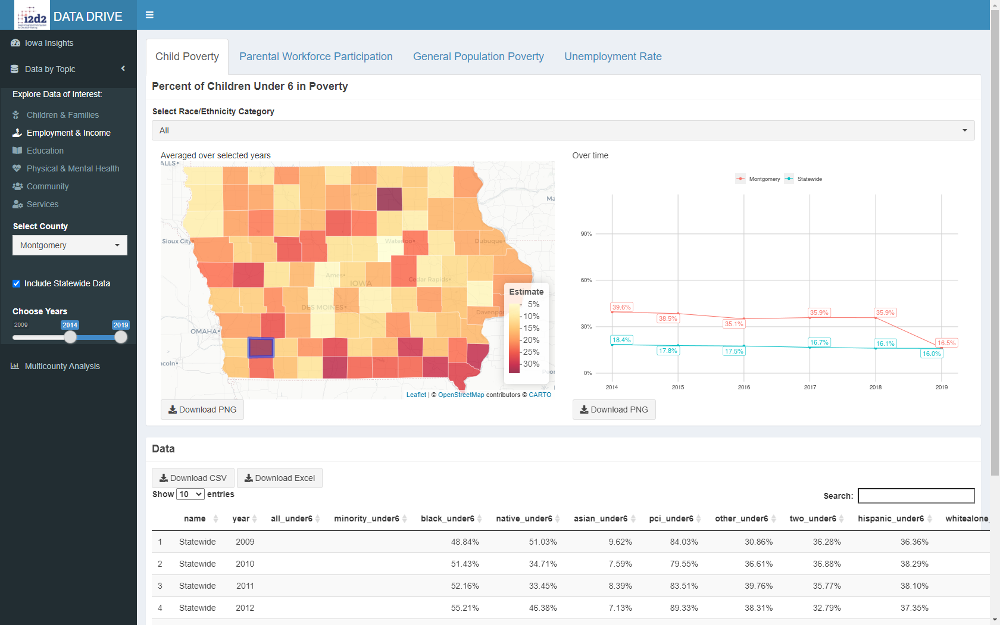 i2d2
DATA DRIVE
Iowa Insights
Data by Topic
Explore Data of Interest:
Children & Families
Employment & Income
Education
Physical & Mental Health
Community
Services
Select County
Montgomery
Include Statewide Data
Choose Years
2009
2014
2019
Multicounty Analysis
Child Poverty
Parental Workforce Participation
General Population Poverty
Unemployment Rate
Percent of Children Under 6 in Poverty
Select Race/Ethnicity Category
All
Averaged over selected years
ALLS
Ma
Sioux City
Waterloo
Dubuque
Ames
IOWA
Cedar Rapids
DES MOINES
Davenpor
OMAHA
ncoln
Peor
Estimate
5%
10%
15%
20%
25%
30%
Leaflet | © OpenStreetMap contributors © CARTO
Download PNG
Over time
Montgomery
Statewide
90%
60%
30%
0%
39.6%
38.5%
35.1%
35.9%
35.9%
16.5%
18.4%
17.8%
17.5%
16.7%
16.1%
16.0%
2014
2015
2016
2017
2018
2019
Download PNG
Data
Download CSV
Download Excel
Show 10 entries
Search:
name year all_under6 minority_under6 black_under6 native_under6 asian_under6 pci_under6 other_under6 two_under6 hispanic_under6 whitealone_
1 Statewide 2009 48.84% 51.03% 9.62% 84.03% 30.86% 36.28% 36.36%
2 Statewide 2010 51.43% 34.71% 7.59% 79.55% 36.61% 36.88% 38.29%
3 Statewide 2011 52.16% 33.45% 8.39% 83.51% 39.76% 35.77% 38.10%
4 Statewide 2012 55.21% 46.38% 7.13% 89.33% 38.31% 32.79% 37.35%